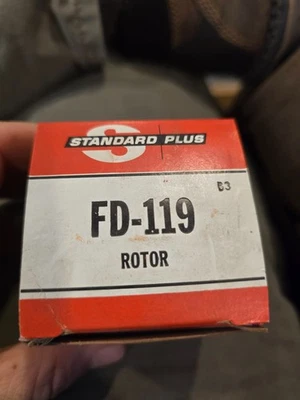 S
STANDARD PLUS
B3
FD-119
ROTOR